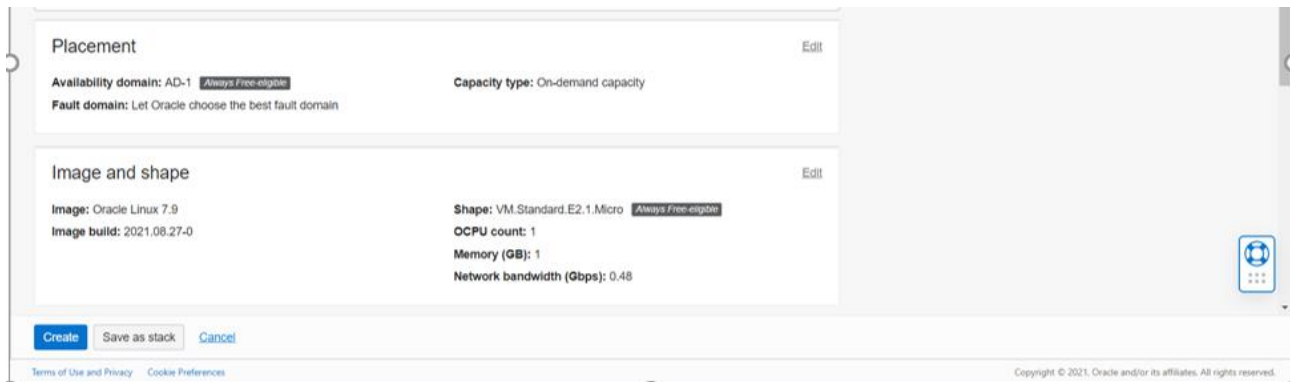 Placement
Edit
Availability domain: AD-1 Always Free-eligible
Capacity type: On-demand capacity
Fault domain: Let Oracle choose the best fault domain
Image and shape
Edit
Image: Oracle Linux 7.9
Shape: VM.Standard.E2.1.Micro Always Free-eligible
Image build: 2021.08.27-0
OCPU count: 1
Memory (GB): 1
Network bandwidth (Gbps): 0.48
Create
Save as stack
Cancel
Terms of Use and Privacy
Cookie Preferences
Copyright © 2021, Oracle and/or its affiliates. All rights reserved.